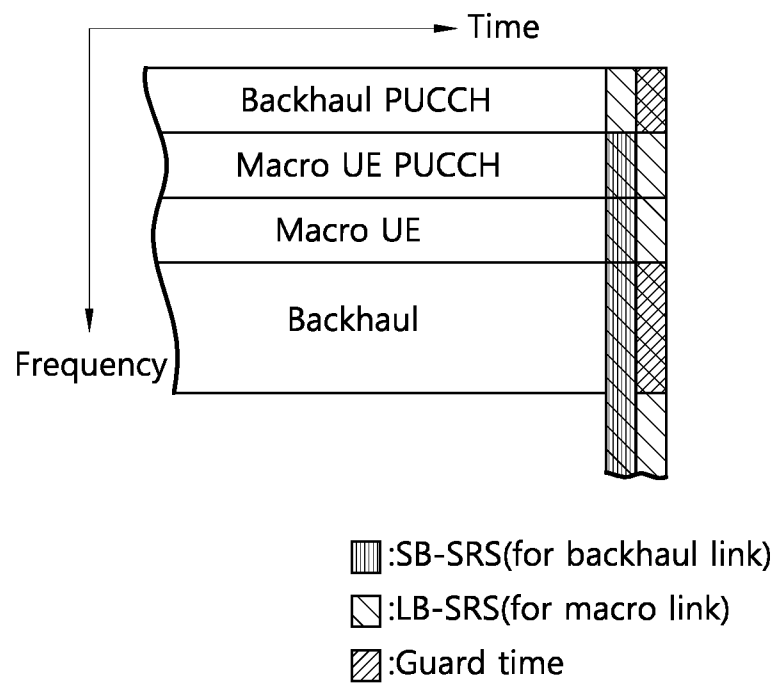 Time
Backhaul PUCCH
Macro UE PUCCH
Macro UE
Backhaul
Frequency
:SB-SRS(for backhaul link)
:LB-SRS(for macro link)
:Guard time